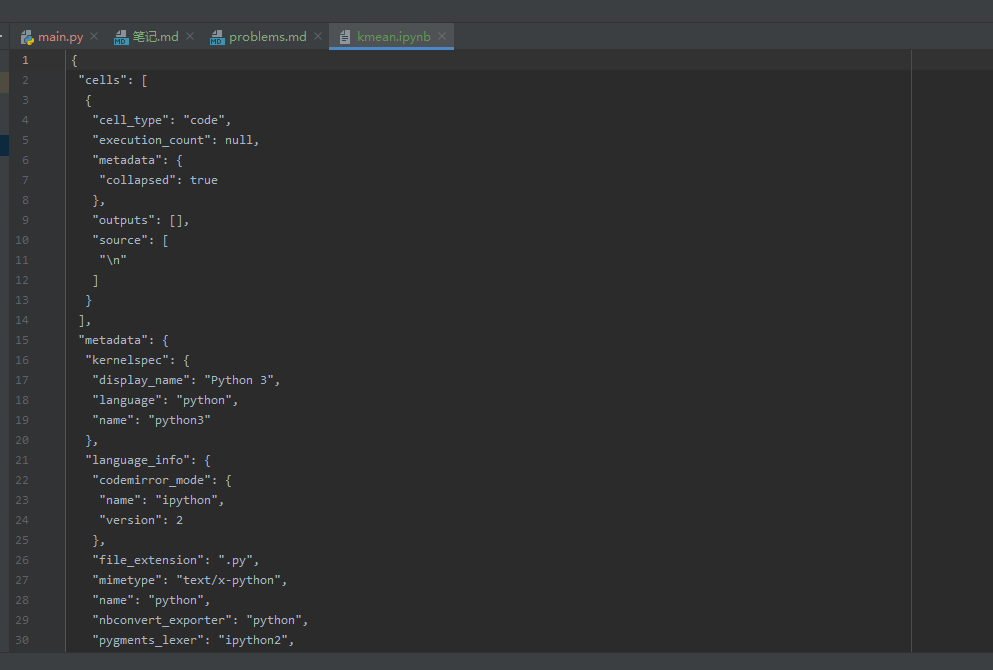 main.py 笔记.md problems.md kmean.ipynb
1 {
2 "cells": [
3 {
4 "cell_type": "code",
5 "execution_count": null,
6 "metadata": {
7 "collapsed": true
8 },
9 "outputs": [],
10 "source": [
11 "\n"
12 ]
13 }
14 ],
15 "metadata": {
16 "kernelspec": {
17 "display_name": "Python 3",
18 "language": "python",
19 "name": "python3"
20 },
21 "language_info": {
22 "codemirror_mode": {
23 "name": "ipython",
24 "version": 2
25 },
26 "file_extension": ".py",
27 "mimetype": "text/x-python",
28 "name": "python",
29 "nbconvert_exporter": "python",
30 "pygments_lexer": "ipython2",